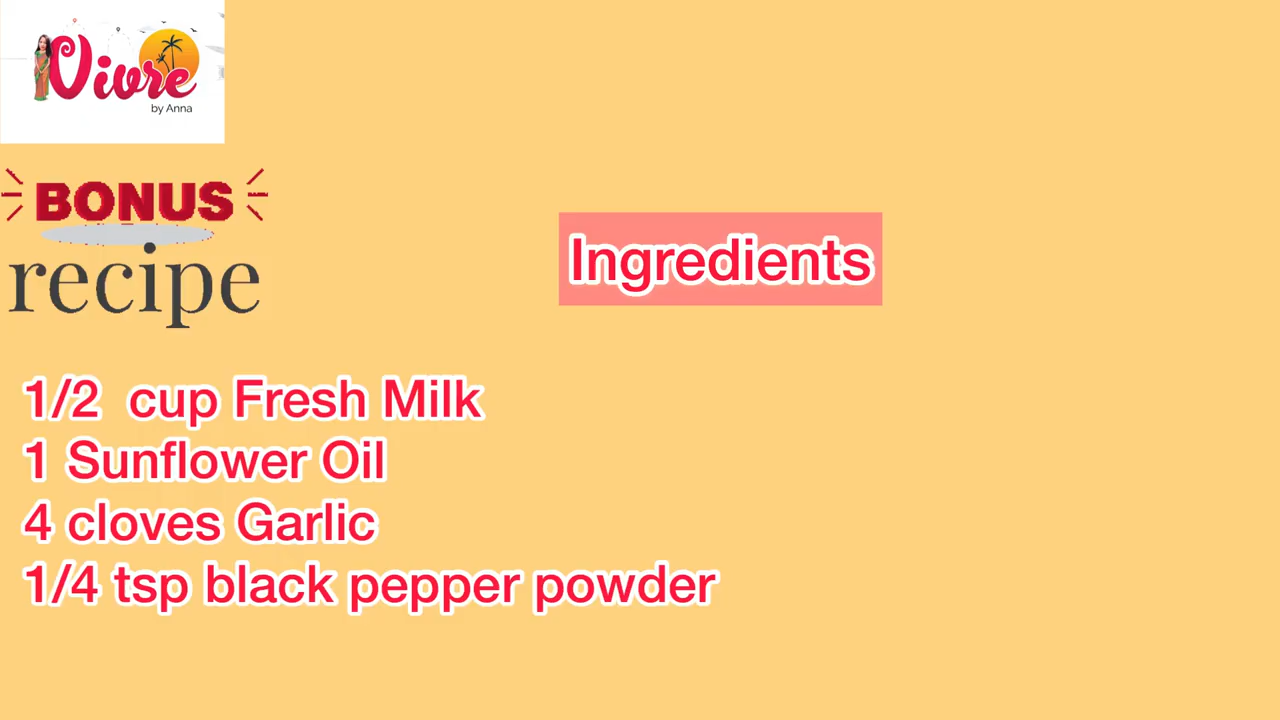 Vivre
by Anna
BONUS
recipe
Ingredients
1/2 cup Fresh Milk
1 Sunflower Oil
4 cloves Garlic
1/4 tsp black pepper powder